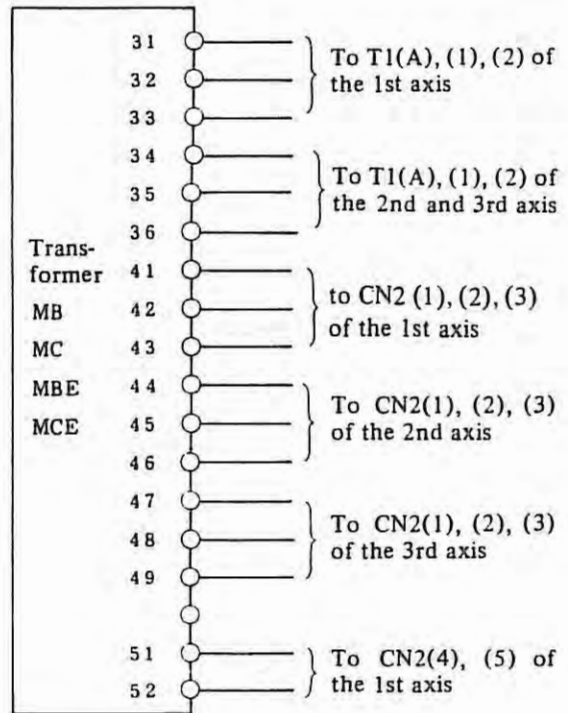 31
32
33
To T1(A), (1), (2) of
the 1st axis
34
35
36
To T1(A), (1), (2) of
the 2nd and 3rd axis
Trans-
former
MB
MC
MBE
MCE
41
42
43
to CN2 (1), (2), (3)
of the 1st axis
44
45
46
To CN2(1), (2), (3)
of the 2nd axis
47
48
49
To CN2(1), (2), (3)
of the 3rd axis
51
52
To CN2(4), (5) of
the 1st axis